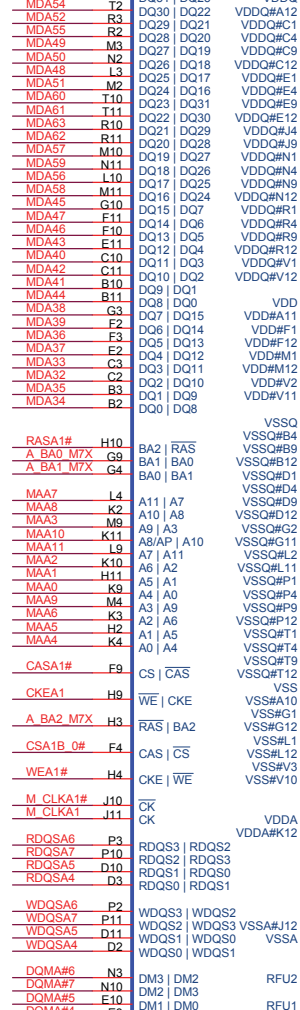 MDA54 T2 DQ30 | DQ22 VDDQ#A12
MDA52 R3 DQ29 | DQ21 VDDQ#C1
MDA55 R2 DQ28 | DQ20 VDDQ#C4
MDA49 M3 DQ27 | DQ19 VDDQ#C9
MDA50 N2 DQ26 | DQ18 VDDQ#C12
MDA48 L3 DQ25 | DQ17 VDDQ#E1
MDA51 M2 DQ24 | DQ16 VDDQ#E4
MDA60 T10 DQ23 | DQ31 VDDQ#E9
MDA61 T11 DQ22 | DQ30 VDDQ#E12
MDA63 R10 DQ21 | DQ29 VDDQ#J4
MDA62 R11 DQ20 | DQ28 VDDQ#J9
MDA57 M10 DQ19 | DQ27 VDDQ#N1
MDA59 N11 DQ18 | DQ26 VDDQ#N4
MDA56 L10 DQ17 | DQ25 VDDQ#N9
MDA58 M11 DQ16 | DQ24 VDDQ#N12
MDA45 G10 DQ15 | DQ7 VDDQ#R1
MDA47 F11 DQ14 | DQ6 VDDQ#R4
MDA46 F10 DQ13 | DQ5 VDDQ#R9
MDA43 E11 DQ12 | DQ4 VDDQ#R12
MDA40 C10 DQ11 | DQ3 VDDQ#V1
MDA42 C11 DQ10 | DQ2 VDDQ#V12
MDA41 B10 DQ9 | DQ1
MDA44 B11 DQ8 | DQ0 VDD
MDA38 G3 DQ7 | DQ15 VDD#A11
MDA39 F2 DQ6 | DQ14 VDD#F1
MDA36 F3 DQ5 | DQ13 VDD#F12
MDA37 E2 DQ4 | DQ12 VDD#M1
MDA33 C3 DQ3 | DQ11 VDD#M12
MDA32 C2 DQ2 | DQ10 VDD#V2
MDA35 B3 DQ1 | DQ9 VDD#V11
MDA34 B2 DQ0 | DQ8
VSSQ
VSSQ#B4
RASA1# H10 BA2 | RAS VSSQ#B9
A_BA0_M7X G9 BA1 | BA0 VSSQ#B12
A_BA1_M7X G4 BA0 | BA1 VSSQ#D1
VSSQ#D4
MAA7 L4 A11 | A7 VSSQ#D9
MAA8 K2 A10 | A8 VSSQ#D12
MAA3 M9 A9 | A3 VSSQ#G2
MAA10 K11 A8/AP | A10 VSSQ#G11
MAA11 L9 A7 | A11 VSSQ#L2
MAA2 K10 A6 | A2 VSSQ#L11
MAA1 H11 A5 | A1 VSSQ#P1
MAA0 K9 A4 | A0 VSSQ#P4
MAA9 M4 A3 | A9 VSSQ#P9
MAA6 K3 A2 | A6 VSSQ#P12
MAA5 H2 A1 | A5 VSSQ#T1
MAA4 K4 A0 | A4 VSSQ#T4
VSSQ#T9
CASA1# F9 CS | CAS VSSQ#T12
VSS
CKEA1 H9 WE | CKE VSS#A10
VSS#G1
A_BA2_M7X H3 RAS | BA2 VSS#G12
VSS#L1
CSA1B_0# F4 CAS | CS VSS#L12
VSS#V3
WEA1# H4 CKE | WE VSS#V10
M_CLKA1# J10 CK
M_CLKA1 J11 CK VDDA
VDDA#K12
RDQSA6 P3 RDQS3 | RDQS2
RDQSA7 P10 RDQS2 | RDQS3
RDQSA5 D10 RDQS1 | RDQS0
RDQSA4 D3 RDQS0 | RDQS1
WDQSA6 P2 WDQS3 | WDQS2
WDQSA7 P11 WDQS2 | WDQS3 VSSA#J12
WDQSA5 D11 WDQS1 | WDQS0 VSSA
WDQSA4 D2 WDQS0 | WDQS1
DQMA#6 N3 DM3 | DM2 RFU2
DQMA#7 N10 DM2 | DM3
DQMA#5 E10 DM1 | DM0 RFU1